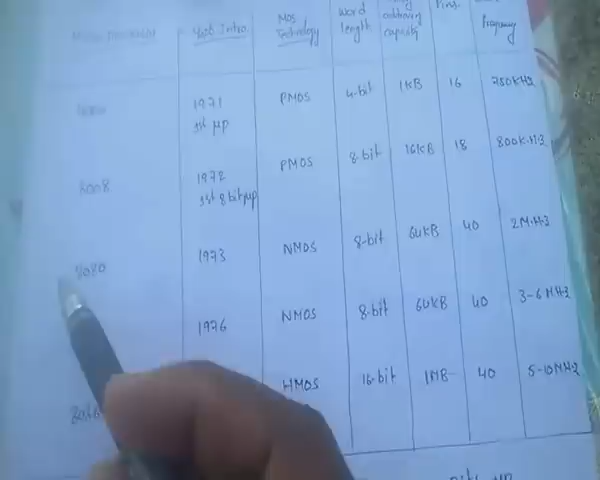 Year Intro. MOS Technology Word length addressing capacity Pins Frequency
1971 1st μp PMOS 4-bit 1KB 16 750KHz
8008 1972 1st 8 bit μp PMOS 8-bit 16KB 18 800KHz
8080 1973 NMOS 8-bit 64KB 40 2MHz
1976 NMOS 8-bit 64KB 40 3-6 MHz
HMOS 16-bit 1MB 40 5-10MHz